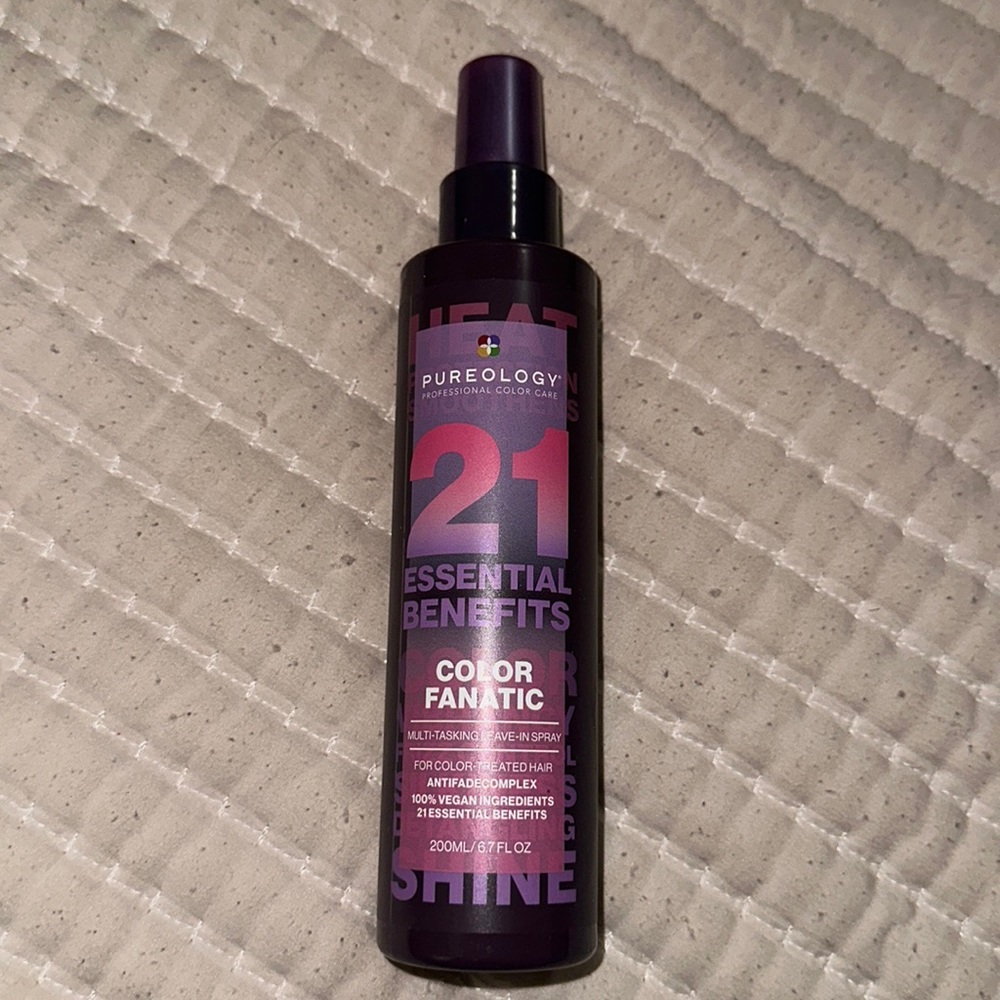 HEAT
PUREOLOGY
PROFESSIONAL COLOR CARE
21
ESSENTIAL
BENEFITS
COLOR
FANATIC
MULTI-TASKING LEAVE-IN SPRAY
FOR COLOR-TREATED HAIR
ANTIFADECOMPLEX
100% VEGAN INGREDIENTS
21 ESSENTIAL BENEFITS
200ML/ 6.7 FL OZ
SHINE